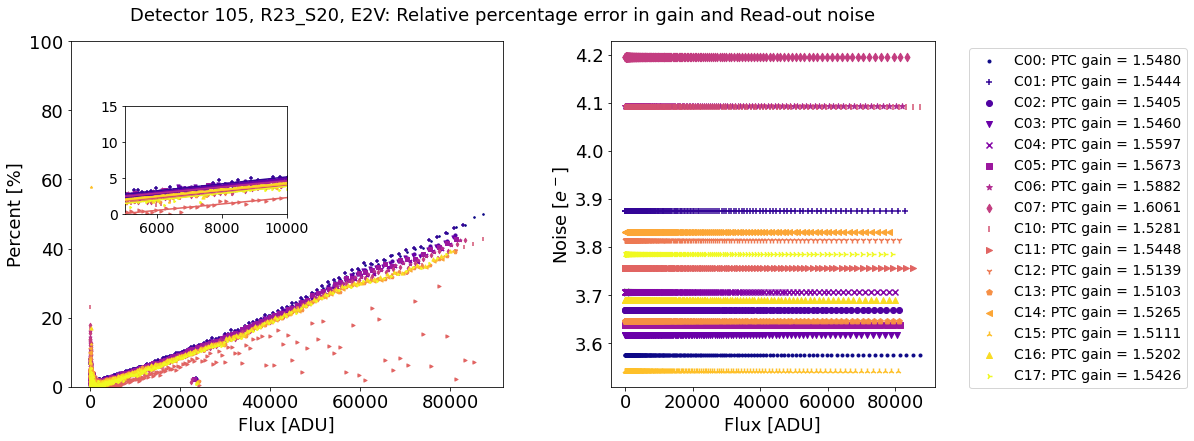 Detector 105, R23_S20, E2V: Relative percentage error in gain and Read-out noise
100
80
60
40
20
0
Percent [%]
0 20000 40000 60000 80000
Flux [ADU]
15
10
5
0
6000 8000 10000
4.2
4.1
4.0
3.9
3.8
3.7
3.6
Noise [e⁻]
0 20000 40000 60000 80000
Flux [ADU]
C00: PTC gain = 1.5480
C01: PTC gain = 1.5444
C02: PTC gain = 1.5405
C03: PTC gain = 1.5460
C04: PTC gain = 1.5597
C05: PTC gain = 1.5673
C06: PTC gain = 1.5882
C07: PTC gain = 1.6061
C10: PTC gain = 1.5281
C11: PTC gain = 1.5448
C12: PTC gain = 1.5139
C13: PTC gain = 1.5103
C14: PTC gain = 1.5265
C15: PTC gain = 1.5111
C16: PTC gain = 1.5202
C17: PTC gain = 1.5426